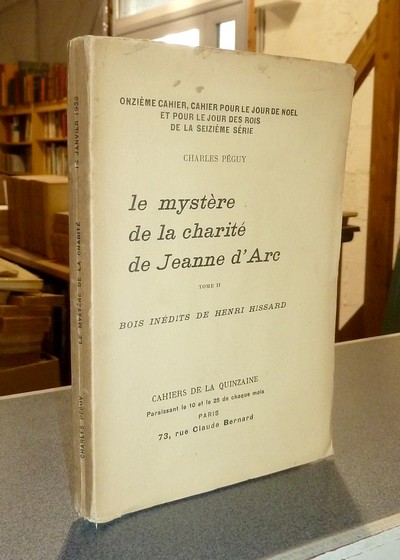 ONZIÈME CAHIER, CAHIER POUR LE JOUR DE NOEL
ET POUR LE JOUR DES ROIS
DE LA SEIZIÈME SÉRIE
CHARLES PÉGUY
le mystère
de la charité
de Jeanne d'Arc
TOME II
BOIS INÉDITS DE HENRI HISSARD
CAHIERS DE LA QUINZAINE
Paraissant le 10 et le 25 de chaque mois
PARIS
73, rue Claude Bernard
CHARLES PÉGUY LE MYSTÈRE DE LA CHARITÉ JANVIER 1926